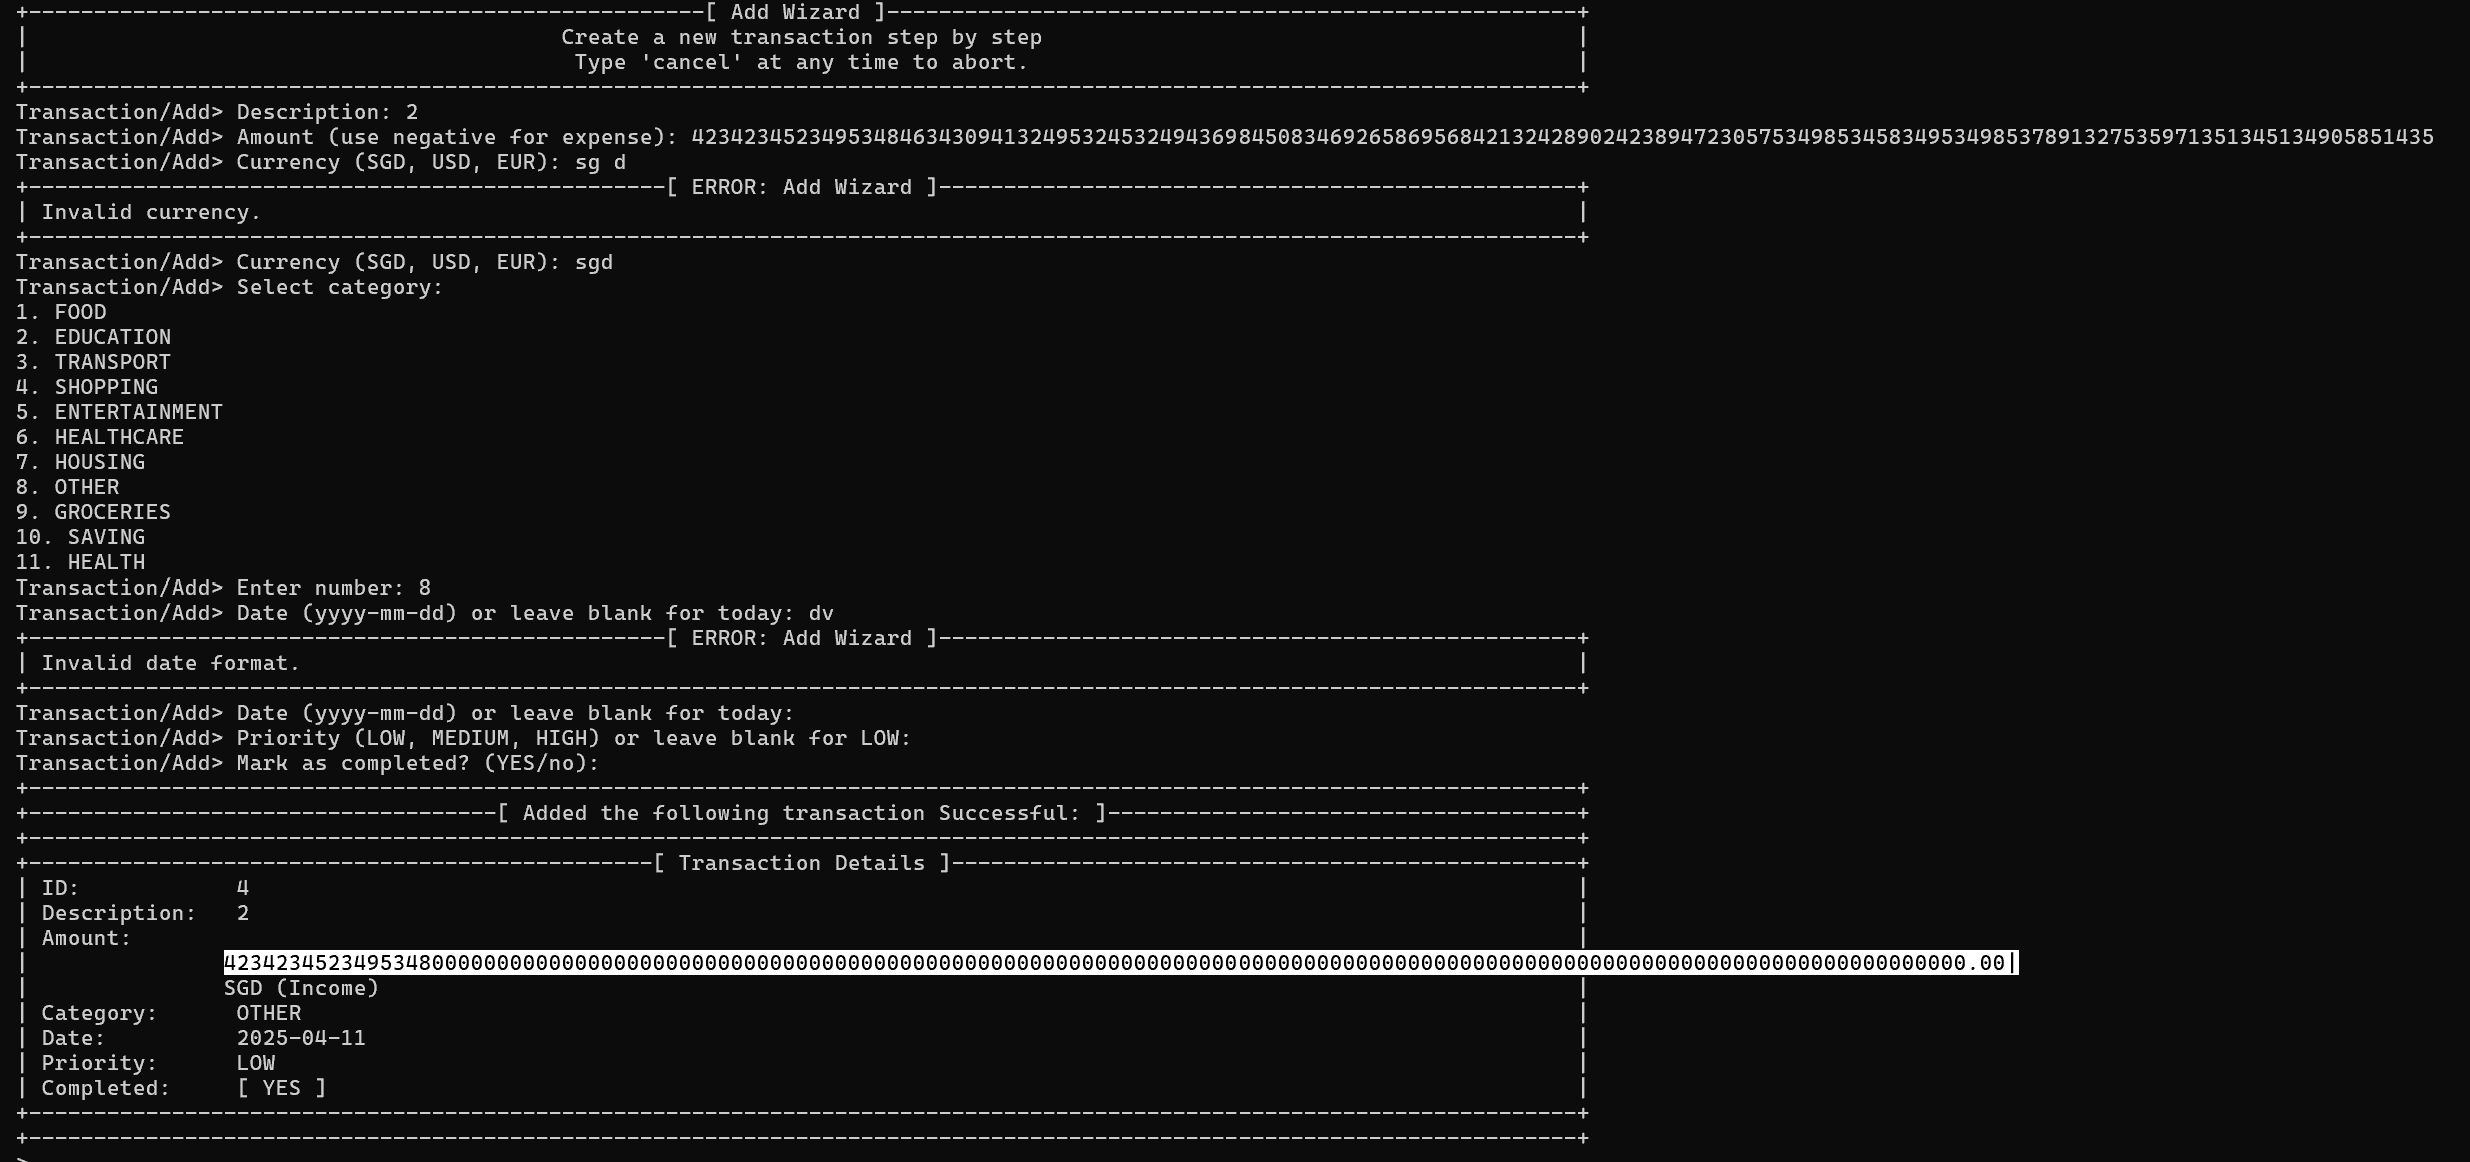 +----------------------------------------------------[ Add Wizard ]-----------------------------------------------------+
| Create a new transaction step by step |
| Type 'cancel' at any time to abort. |
+-----------------------------------------------------------------------------------------------------------------------+
Transaction/Add> Description: 2
Transaction/Add> Amount (use negative for expense): 42342345234953484634309413249532453249436984508346926586956842132428902423894723057534985345834953498537891327535971351345134905851435
Transaction/Add> Currency (SGD, USD, EUR): sg d
+-------------------------------------------------[ ERROR: Add Wizard ]-------------------------------------------------+
| Invalid currency. |
+-----------------------------------------------------------------------------------------------------------------------+
Transaction/Add> Currency (SGD, USD, EUR): sgd
Transaction/Add> Select category:
1. FOOD
2. EDUCATION
3. TRANSPORT
4. SHOPPING
5. ENTERTAINMENT
6. HEALTHCARE
7. HOUSING
8. OTHER
9. GROCERIES
10. SAVING
11. HEALTH
Transaction/Add> Enter number: 8
Transaction/Add> Date (yyyy-mm-dd) or leave blank for today: dv
+-------------------------------------------------[ ERROR: Add Wizard ]-------------------------------------------------+
| Invalid date format. |
+-----------------------------------------------------------------------------------------------------------------------+
Transaction/Add> Date (yyyy-mm-dd) or leave blank for today:
Transaction/Add> Priority (LOW, MEDIUM, HIGH) or leave blank for LOW:
Transaction/Add> Mark as completed? (YES/no):
+-----------------------------------------------------------------------------------------------------------------------+
+------------------------------------[ Added the following transaction Successful: ]------------------------------------+
+-----------------------------------------------------------------------------------------------------------------------+
+------------------------------------------------[ Transaction Details ]------------------------------------------------+
| ID: 4 |
| Description: 2 |
| Amount: |
| 42342345234953480000000000000000000000000000000000000000000000000000000000000000000000000000000000000000000000000000000000000000000000.00|
| SGD (Income) |
| Category: OTHER |
| Date: 2025-04-11 |
| Priority: LOW |
| Completed: [ YES ] |
+-----------------------------------------------------------------------------------------------------------------------+
+-----------------------------------------------------------------------------------------------------------------------+
>